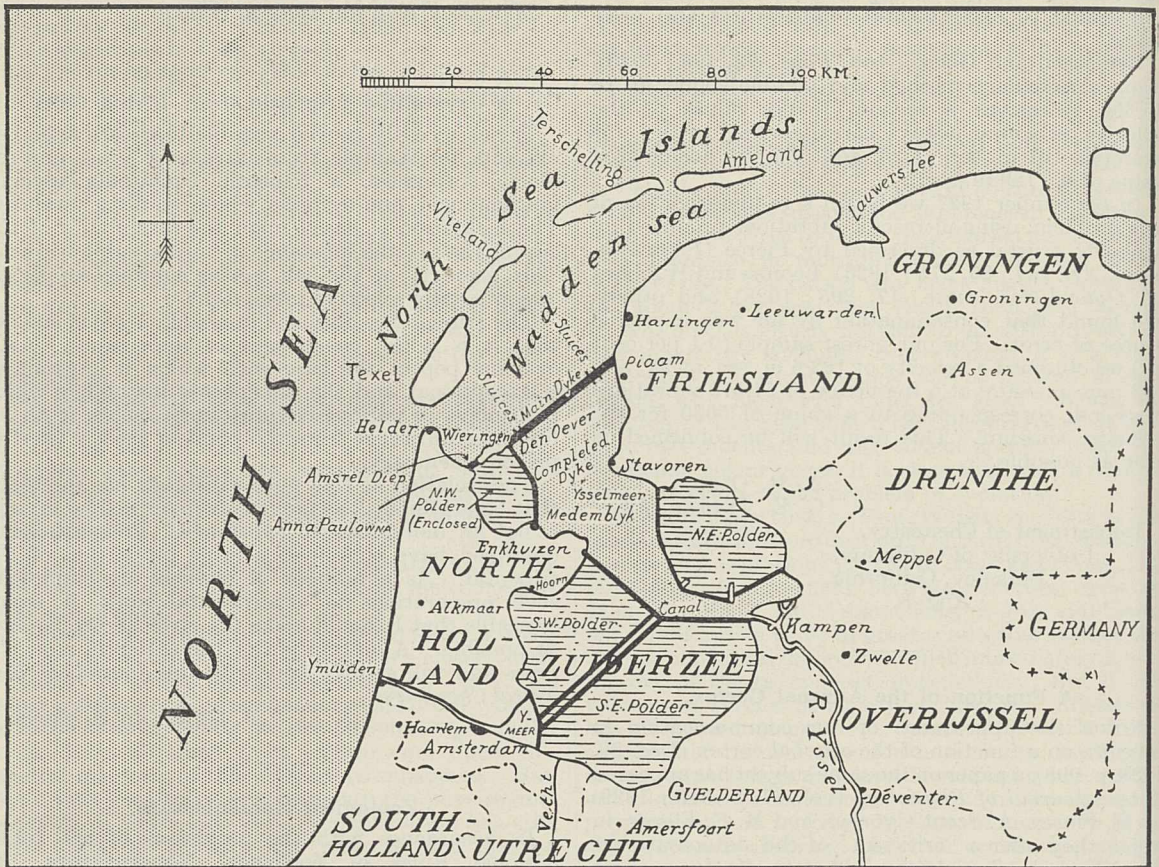 0 10 20 40 60 80 100 KM.
North Sea Islands
Terschelling
Ameland
Lauwers Zee
Vlieland
Wadden sea
NORTH SEA
GRONINGEN
Groningen
Harlingen
Leeuwarden
Texel
Sluices
Sluices
Main Dyke
Piaam
FRIESLAND
Assen
Helder
Wieringen
Den Oever
Completed Dyke
Stavoren
Amstel Diep
N.W. Polder (Enclosed)
Ysselmeer
DRENTHE.
Anna Paulowna
Medemblyk
N.E. Polder
Enkhuizen
Meppel
NORTH-
HOL-
LAND
Hoorn
Alkmaar
S.W. Polder
Canal
Kampen
GERMANY
Ymuiden
ZUIDER ZEE
Zwelle
S.E. Polder
R. Yssel
OVERIJSSEL
Haarlem
Y-
MEER
Amsterdam
GUELDERLAND
Deventer
Vecht
Amersfoort
SOUTH-
HOLLAND
UTRECHT